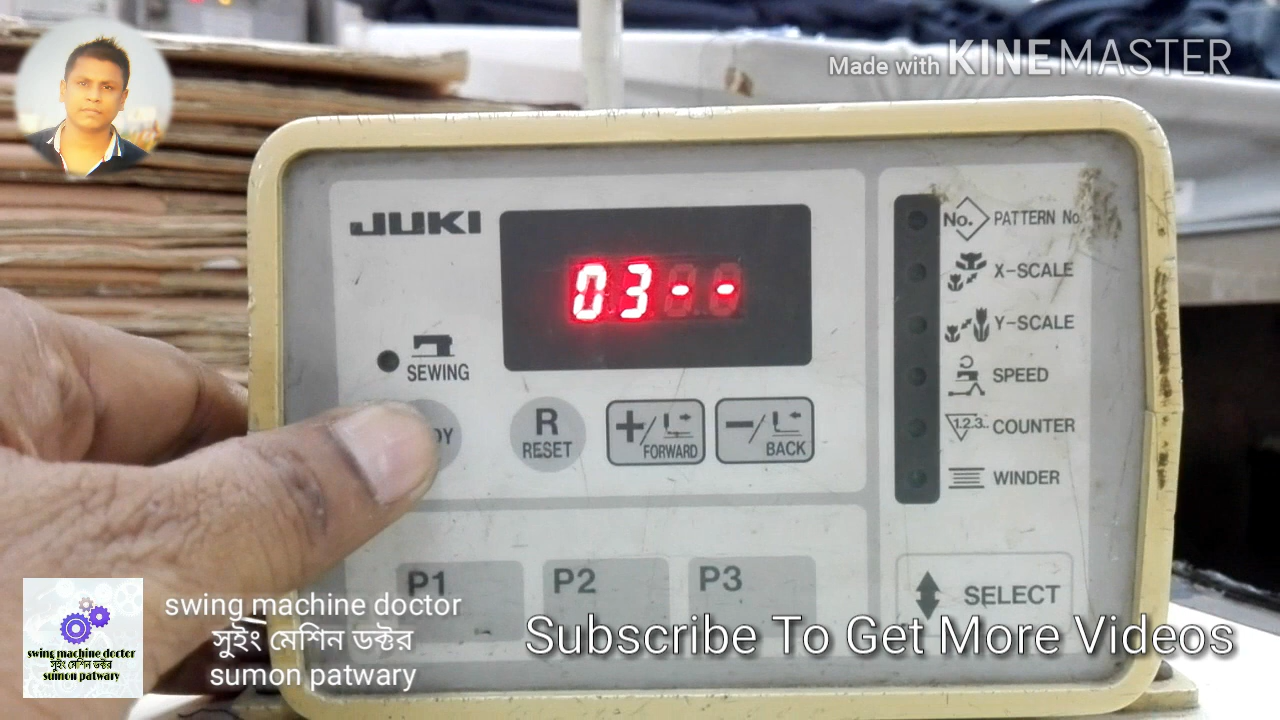 Made with KINEMASTER
JUKI
03--
No. PATTERN No.
X-SCALE
Y-SCALE
SPEED
1.2.3.. COUNTER
WINDER
SEWING
R
RESET
+/ FORWARD
−/ BACK
P1
P2
P3
SELECT
swing machine doctor
সুইং মেশিন ডক্টর
sumon patwary
swing machine doctor
সুইং মেশিন ডক্টর
sumon patwary
Subscribe To Get More Videos